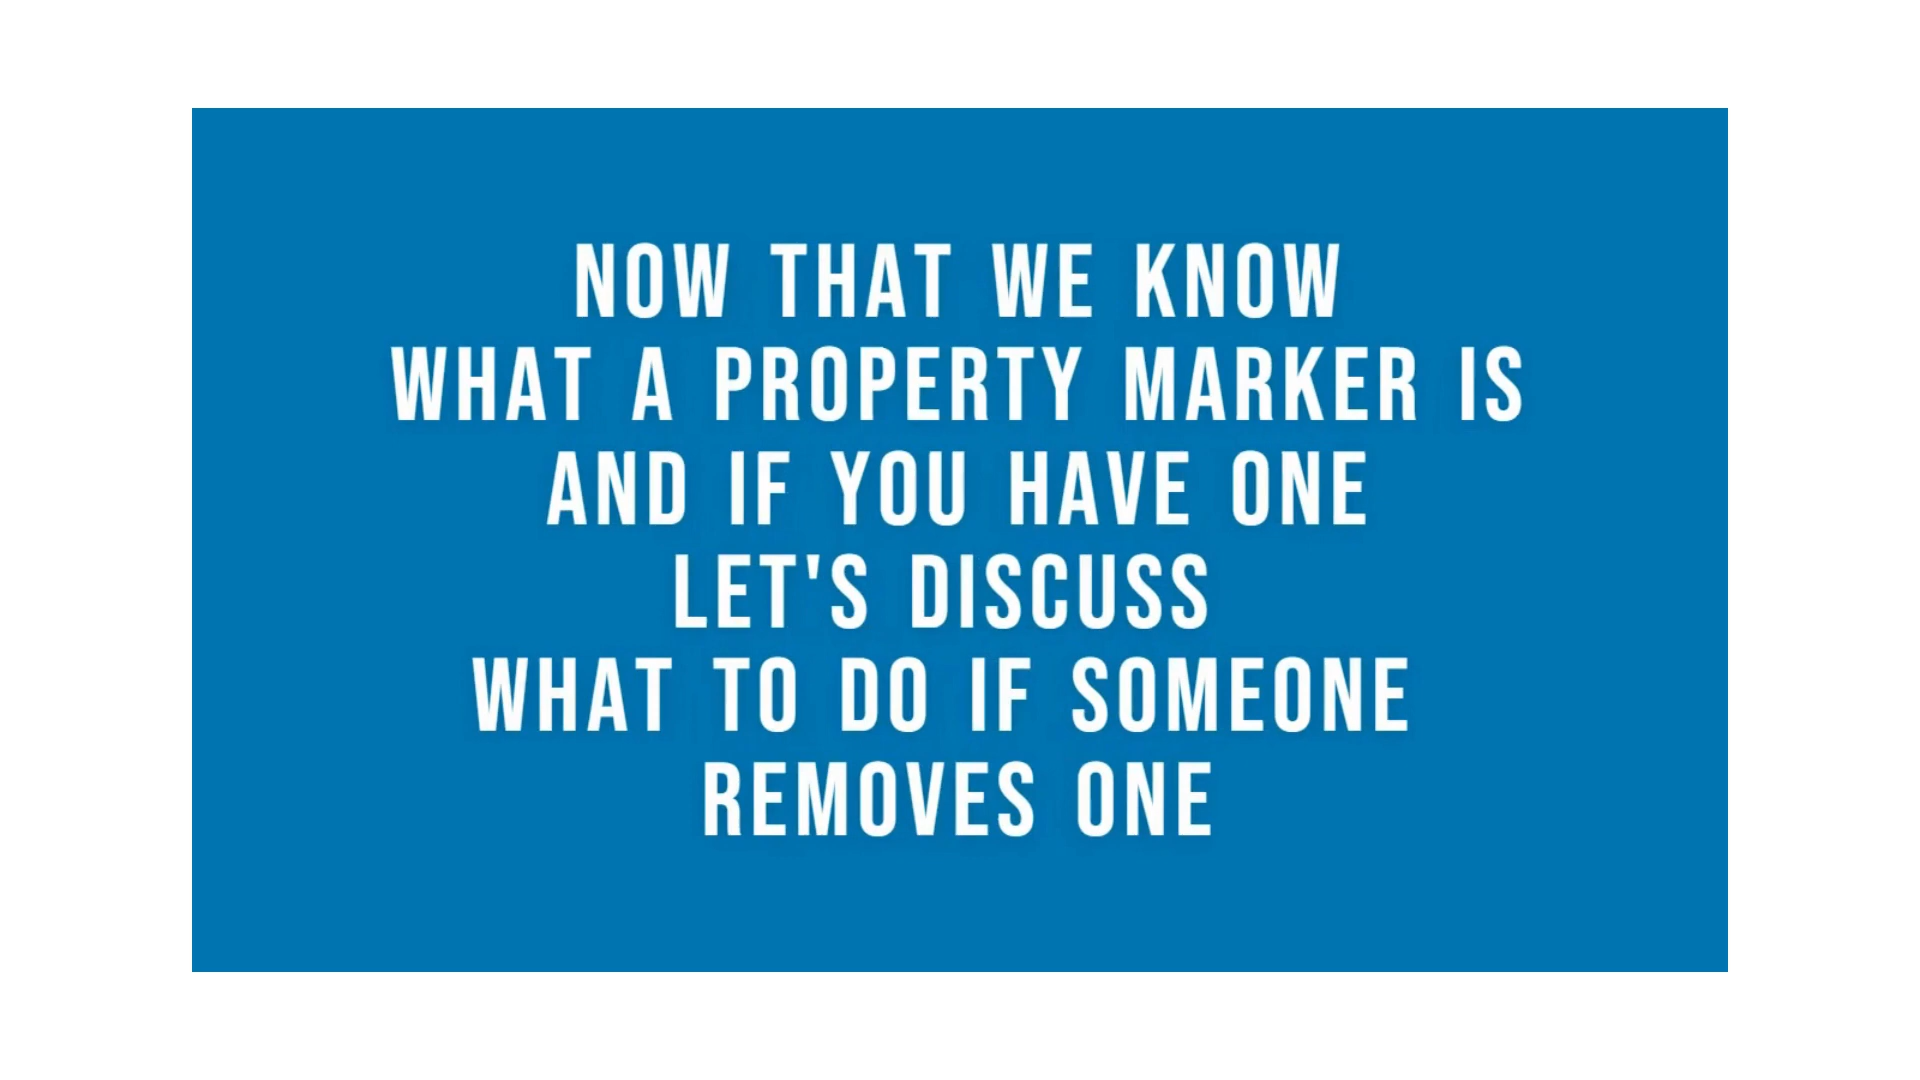 NOW THAT WE KNOW
WHAT A PROPERTY MARKER IS
AND IF YOU HAVE ONE
LET'S DISCUSS
WHAT TO DO IF SOMEONE
REMOVES ONE